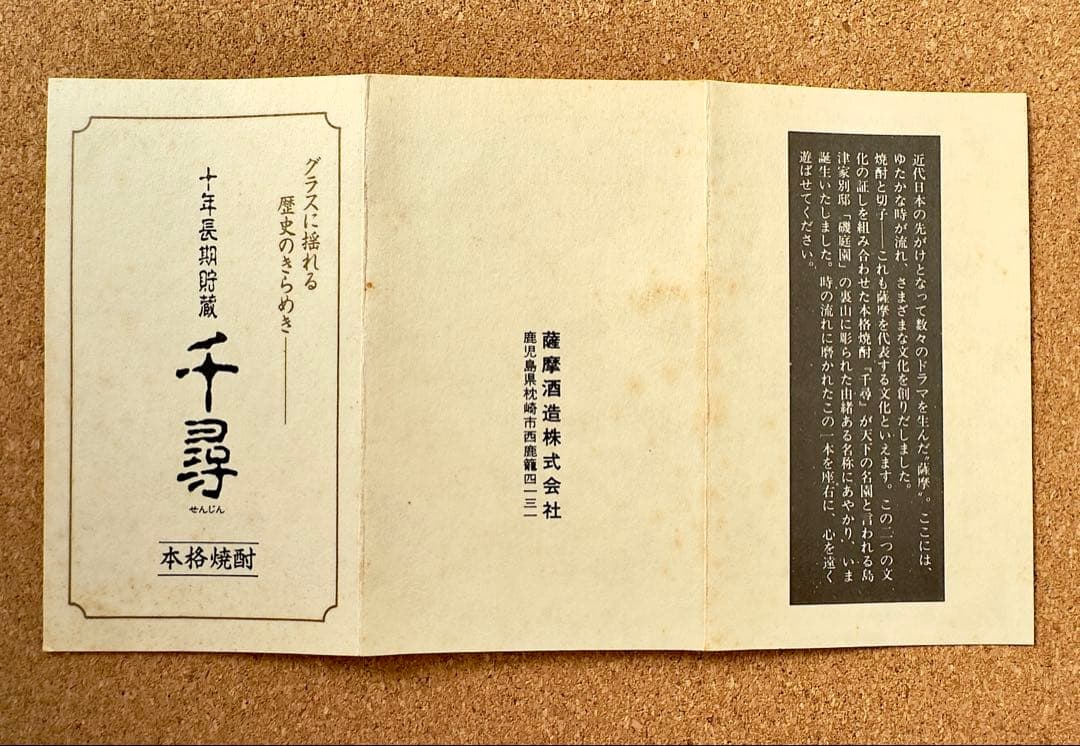 近代日本の先がけとなって数々のドラマを生んだ〝薩摩〟。ここには、
ゆたかな時が流れ、さまざまな文化を創りだしました。
焼酎と切子――これも薩摩を代表する文化といえます。この二つの文
化の証しを組み合わせた本格焼酎『千尋』が天下の名園と言われる島
津家別邸「磯庭園」の裏山に彫られた由緒ある名称にあやかり、いま
誕生いたしました。時の流れに磨かれたこの一本を座右に、心を遠く
遊ばせてください。
薩摩酒造株式会社
鹿児島県枕崎市西鹿籠四一三一
グラスに揺れる
歴史のきらめき――
十年長期貯蔵
千尋
せんじん
本格焼酎